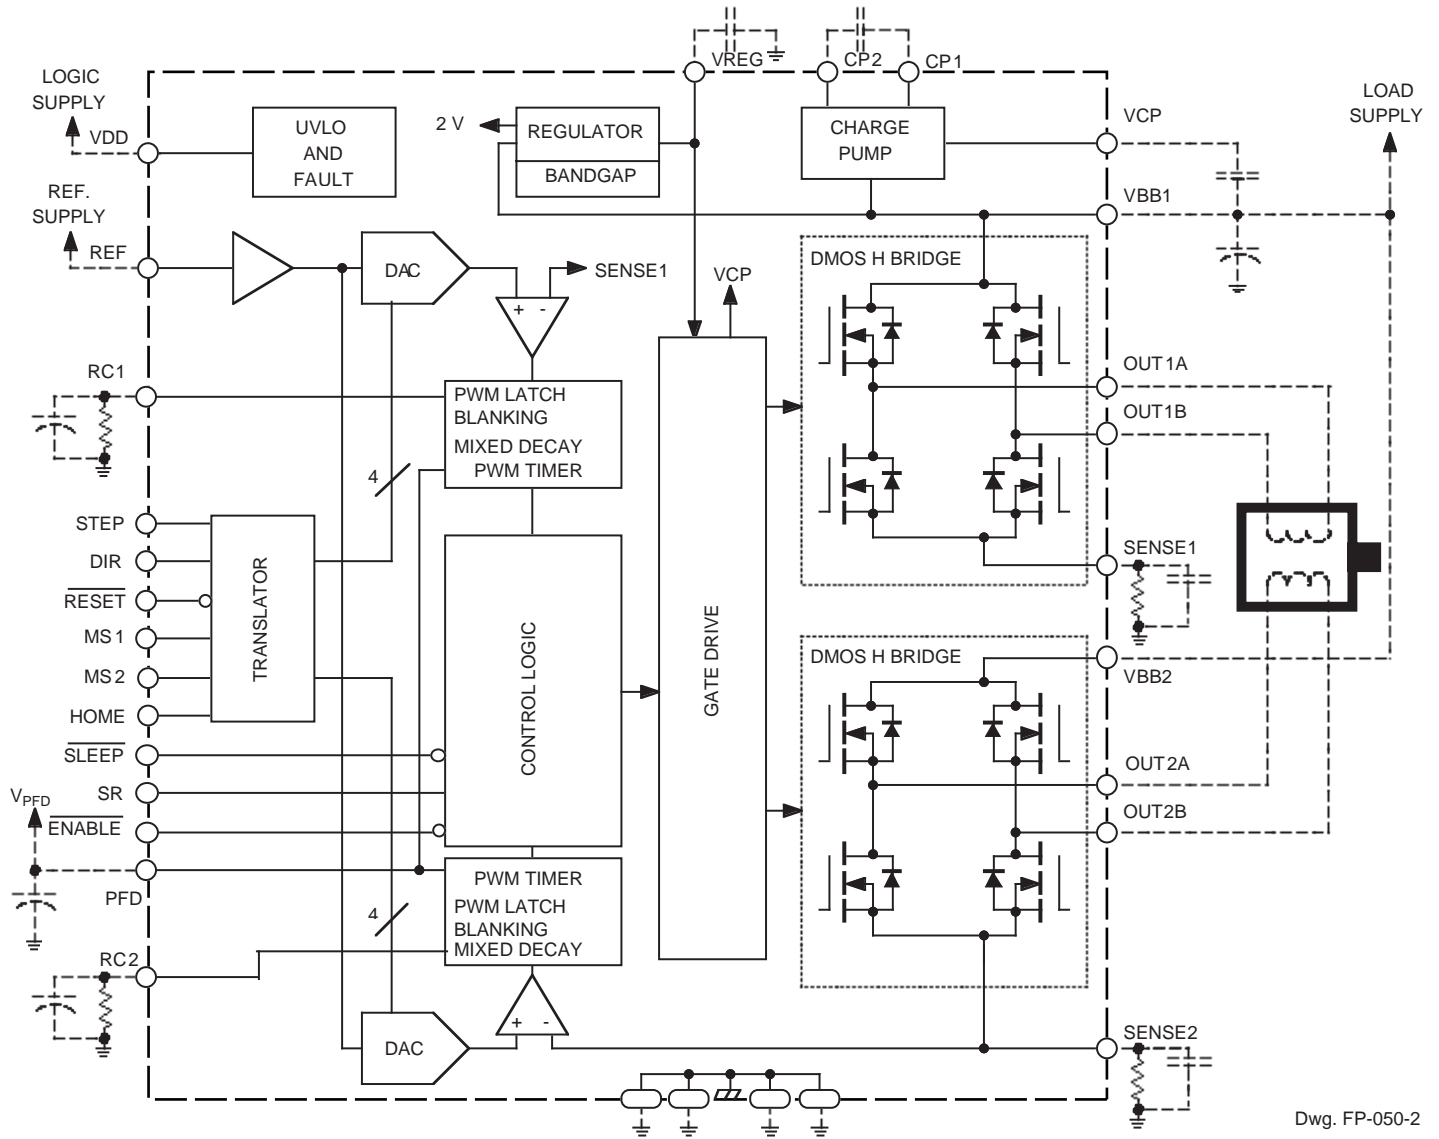 VREG
CP2
CP1
LOGIC
SUPPLY
VDD
UVLO
AND
FAULT
2 V
REGULATOR
BANDGAP
CHARGE
PUMP
VCP
LOAD
SUPPLY
VBB1
REF.
SUPPLY
REF
DAC
SENSE1
+ -
VCP
DMOS H BRIDGE
RC1
PWM LATCH
BLANKING
MIXED DECAY
PWM TIMER
4
OUT1A
OUT1B
STEP
DIR
RESET
MS1
MS2
HOME
SLEEP
SR
ENABLE
VPFD
PFD
TRANSLATOR
CONTROL LOGIC
GATE DRIVE
SENSE1
DMOS H BRIDGE
VBB2
OUT2A
OUT2B
PWM TIMER
PWM LATCH
BLANKING
MIXED DECAY
4
RC2
DAC
+ -
SENSE2
Dwg. FP-050-2